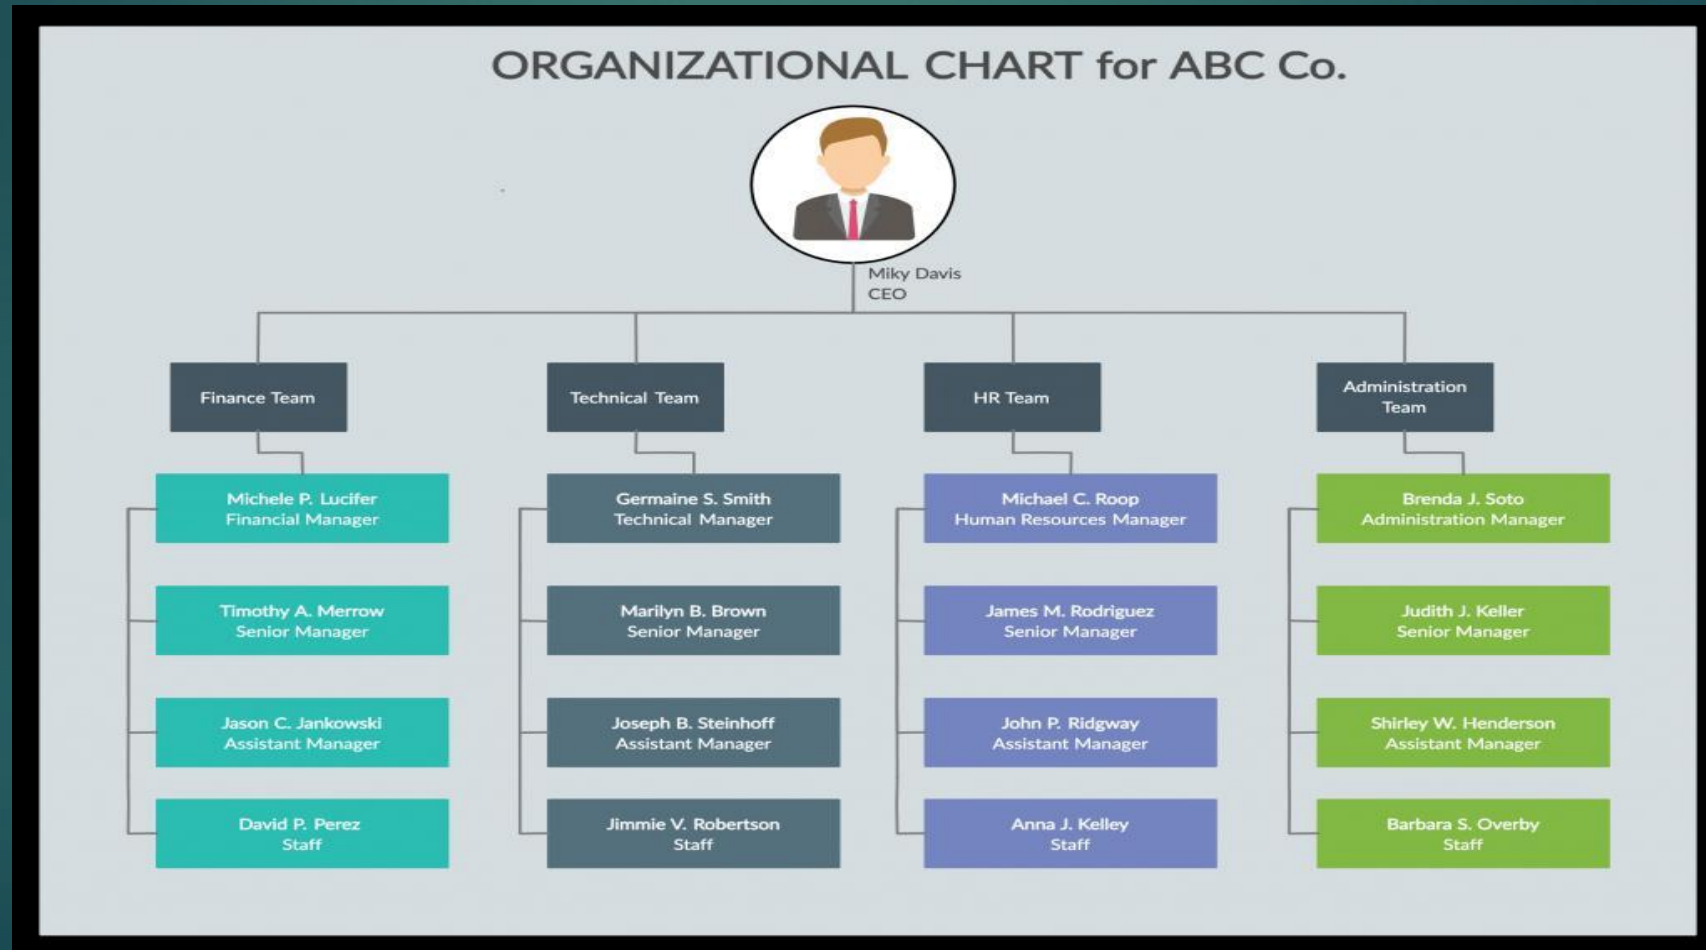 ORGANIZATIONAL CHART for ABC Co.
Miky Davis
CEO
Finance Team
Michele P. Lucifer
Financial Manager
Timothy A. Merrow
Senior Manager
Jason C. Jankowski
Assistant Manager
David P. Perez
Staff
Technical Team
Germaine S. Smith
Technical Manager
Marilyn B. Brown
Senior Manager
Joseph B. Steinhoff
Assistant Manager
Jimmie V. Robertson
Staff
HR Team
Michael C. Roop
Human Resources Manager
James M. Rodriguez
Senior Manager
John P. Ridgway
Assistant Manager
Anna J. Kelley
Staff
Administration
Team
Brenda J. Soto
Administration Manager
Judith J. Keller
Senior Manager
Shirley W. Henderson
Assistant Manager
Barbara S. Overby
Staff